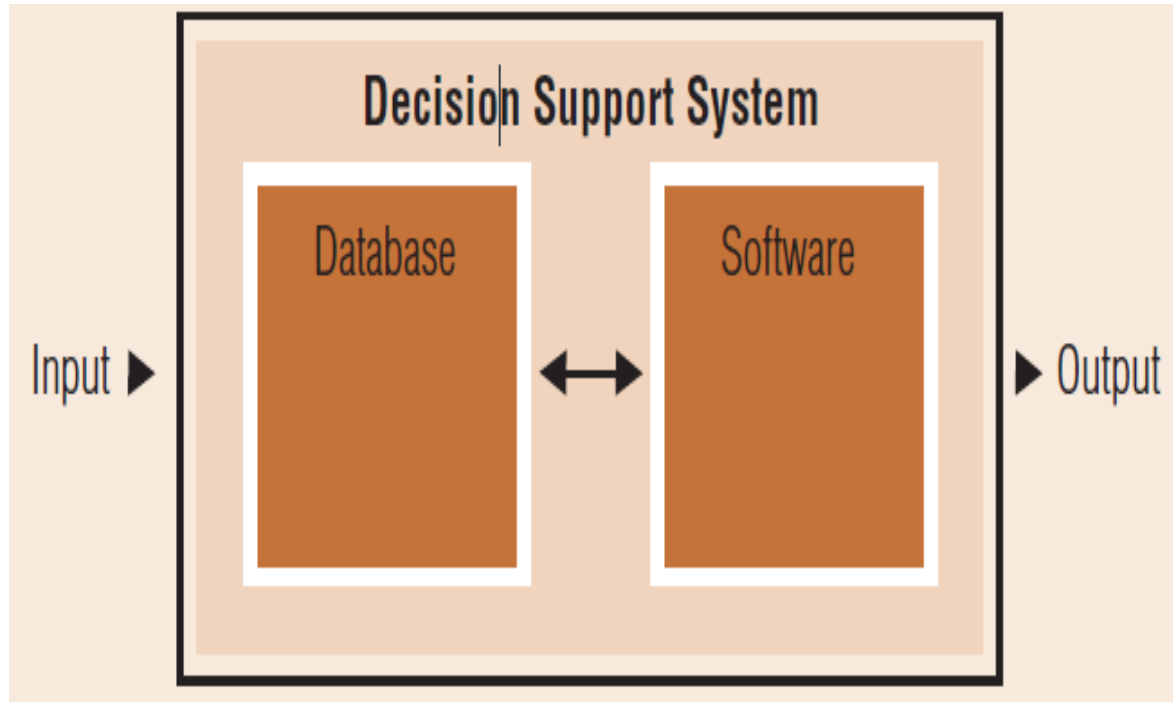 Decision Support System
Database
Software
Input
Output